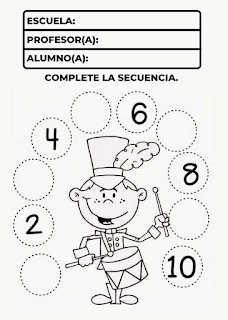 ESCUELA:
PROFESOR(A):
ALUMNO(A):
COMPLETE LA SECUENCIA.
6
4
8
2
10